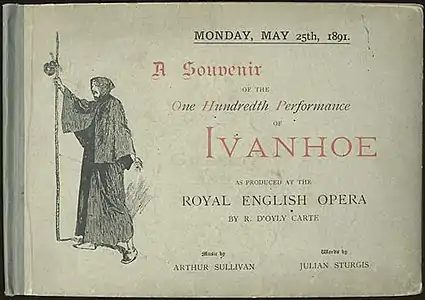 MONDAY, MAY 25th, 1891.
A Souvenir
OF THE
One Hundredth Performance
OF
IVANHOE
AS PRODUCED AT THE
ROYAL ENGLISH OPERA
BY R. D'OYLY CARTE
Music by
ARTHUR SULLIVAN
Words by
JULIAN STURGIS